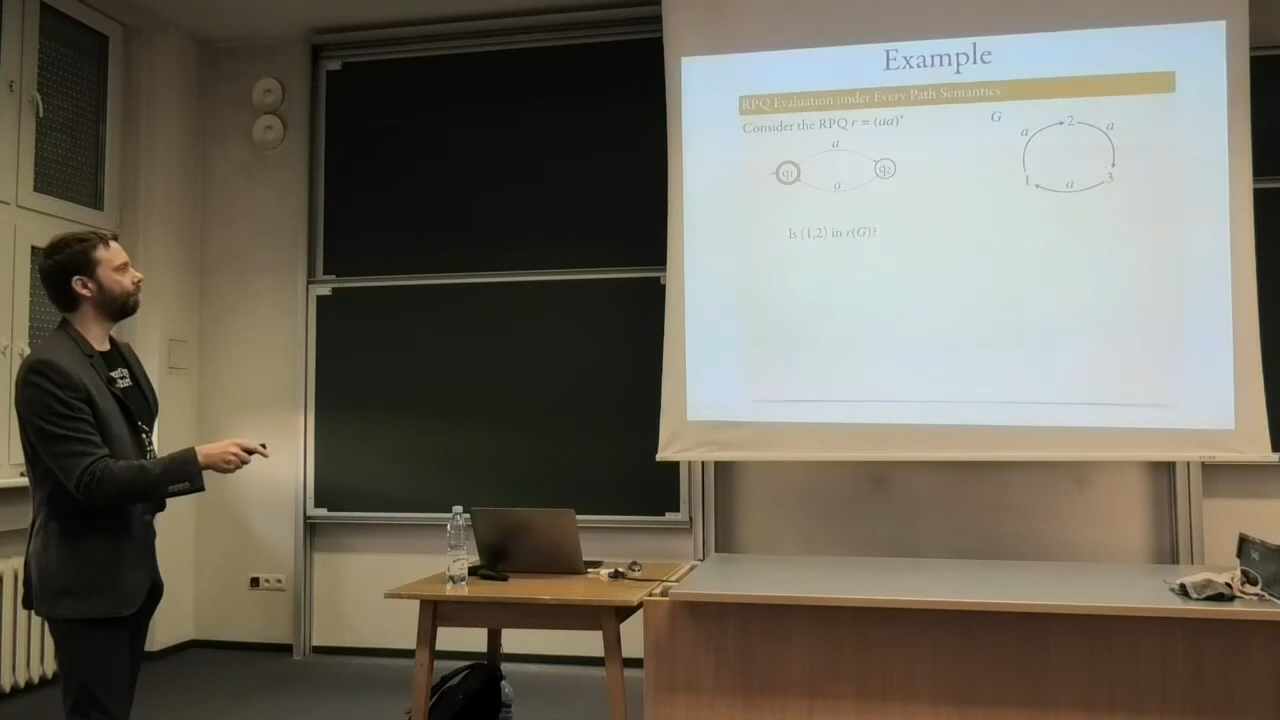 Example
RPQ Evaluation under Every Path Semantics
Consider the RPQ r = (aa)*
G
a
a
a
q₁
q₂
a
2
a
1
3
a
Is (1,2) in r(G)?